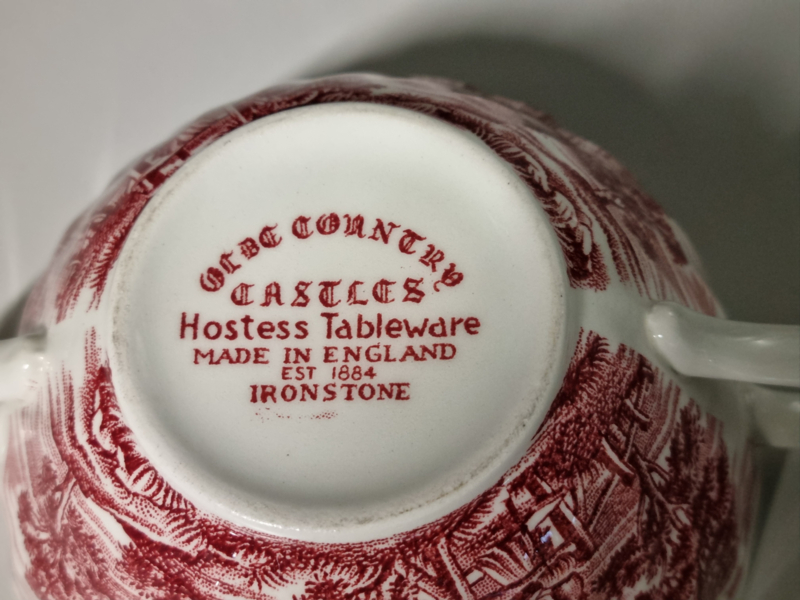 OLDE COUNTRY
CASTLES
Hostess Tableware
MADE IN ENGLAND
EST 1884
IRONSTONE